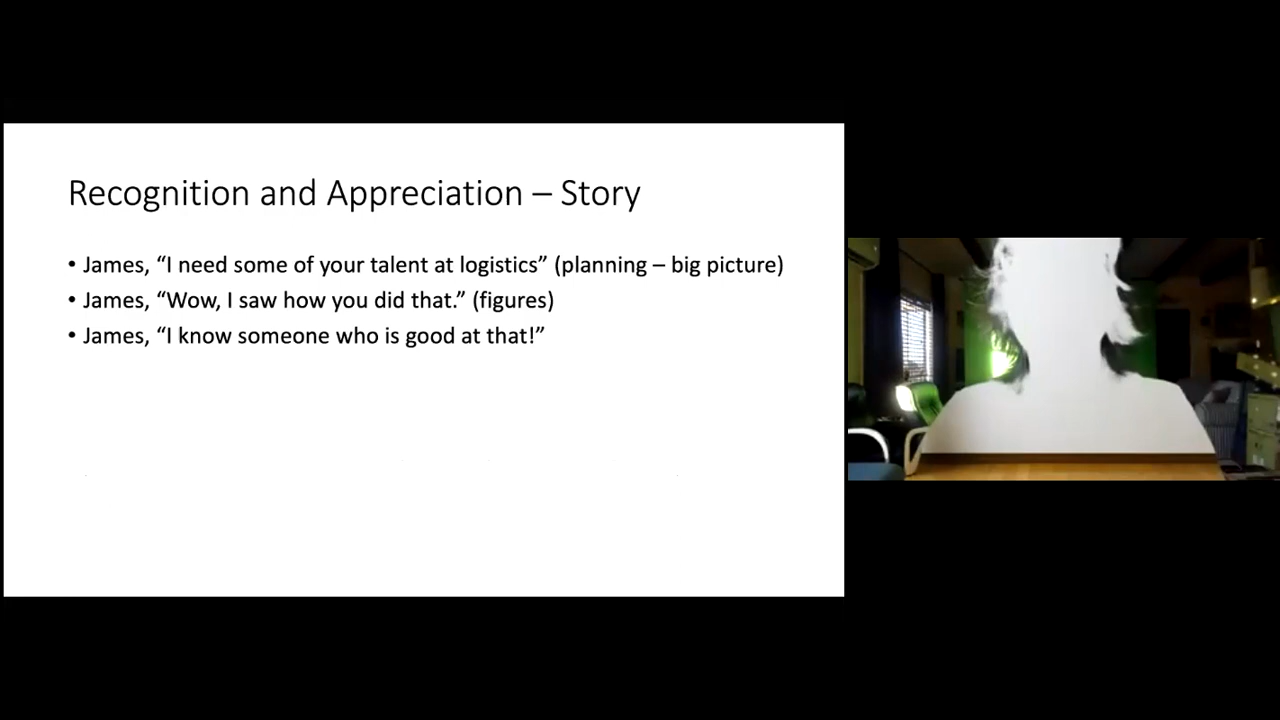 Recognition and Appreciation – Story
• James, “I need some of your talent at logistics” (planning – big picture)
• James, “Wow, I saw how you did that.” (figures)
• James, “I know someone who is good at that!”